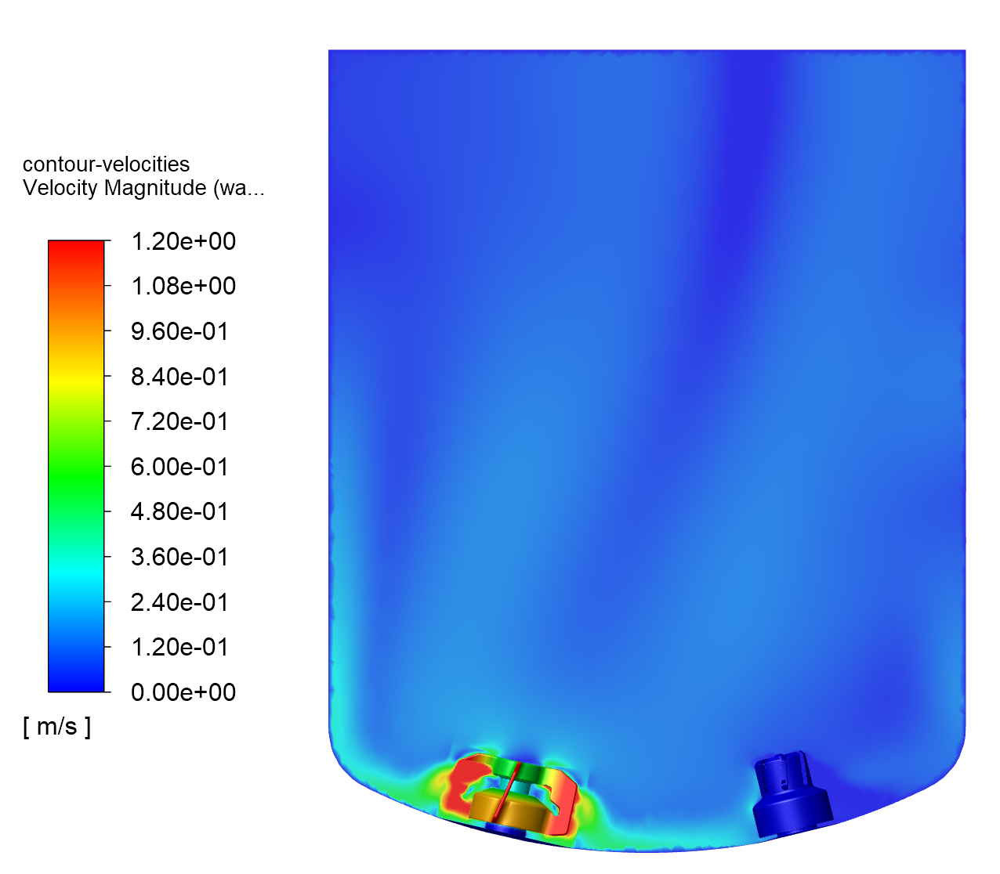 contour-velocities
Velocity Magnitude (wa...
1.20e+00
1.08e+00
9.60e-01
8.40e-01
7.20e-01
6.00e-01
4.80e-01
3.60e-01
2.40e-01
1.20e-01
0.00e+00
[ m/s ]